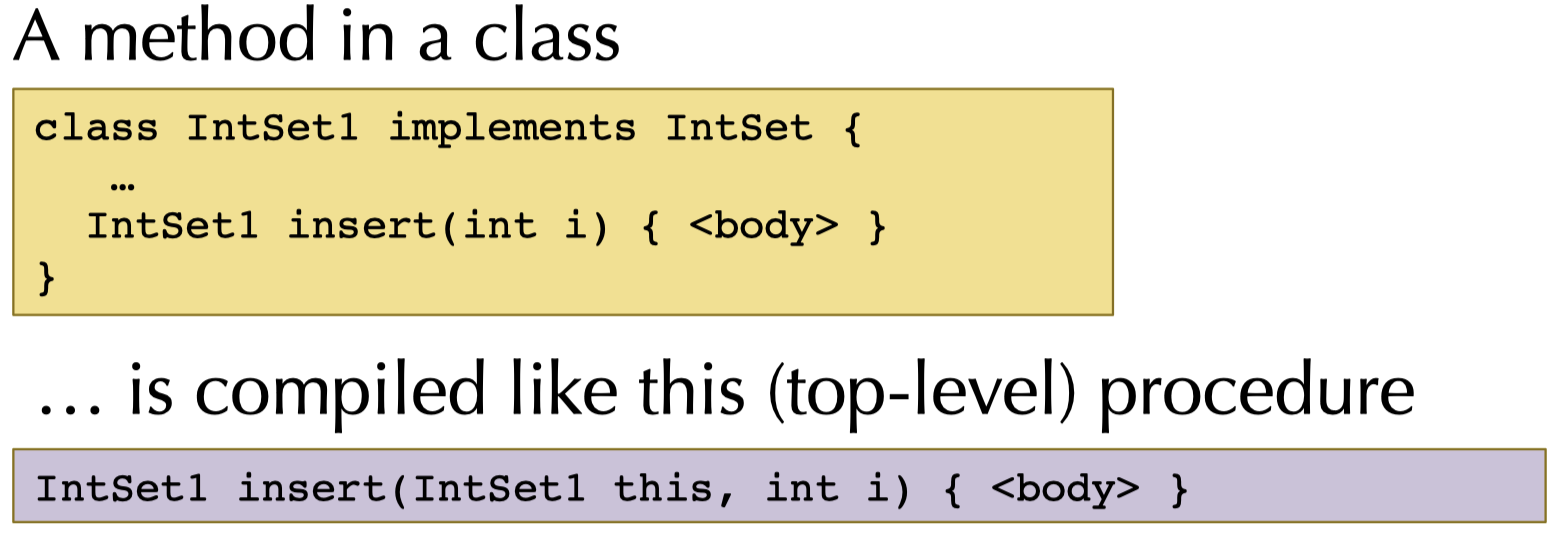 A method in a class
class IntSet1 implements IntSet {
…
IntSet1 insert(int i) { <body> }
}
… is compiled like this (top-level) procedure
IntSet1 insert(IntSet1 this, int i) { <body> }